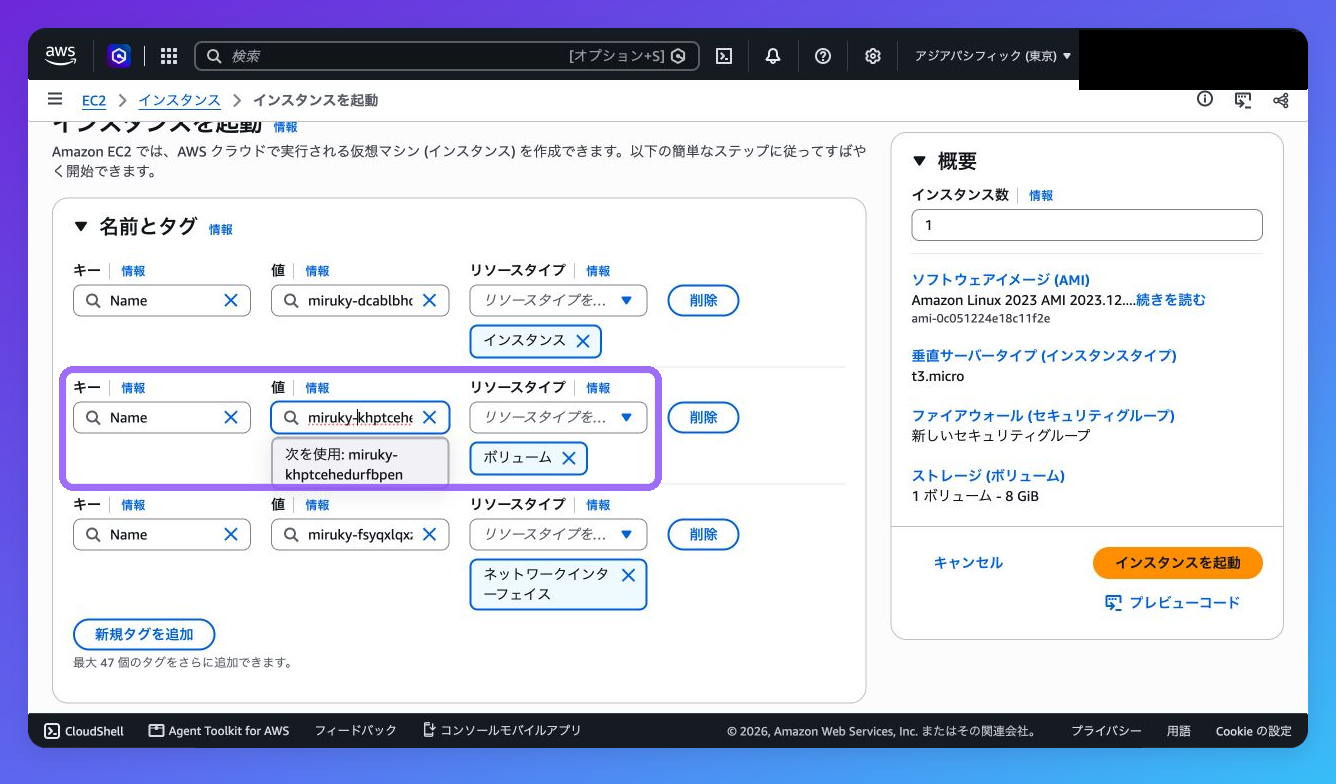 aws
検索 [オプション+S]
アジアパシフィック (東京)
EC2 インスタンス インスタンスを起動
インスタンスを起動 情報
Amazon EC2 では、AWS クラウドで実行される仮想マシン (インスタンス) を作成できます。以下の簡単なステップに従ってすばや
く開始できます。
名前とタグ 情報
キー 情報 値 情報 リソースタイプ 情報
Name miruky-dcablbhc リソースタイプを... 削除
インスタンス
キー 情報 値 情報 リソースタイプ 情報
Name miruky-khptcehe リソースタイプを... 削除
次を使用: miruky-
khptcehedurfbpen
ボリューム
キー 情報 値 情報 リソースタイプ 情報
Name miruky-fsyqxlqx リソースタイプを... 削除
ネットワークインタ
ーフェイス
新規タグを追加
最大 47 個のタグをさらに追加できます。
概要
インスタンス数 情報
1
ソフトウェアイメージ (AMI)
Amazon Linux 2023 AMI 2023.12....続きを読む
ami-0c051224e18c11f2e
垂直サーバータイプ (インスタンスタイプ)
t3.micro
ファイアウォール (セキュリティグループ)
新しいセキュリティグループ
ストレージ (ボリューム)
1 ボリューム - 8 GiB
キャンセル インスタンスを起動
プレビューコード
CloudShell Agent Toolkit for AWS フィードバック コンソールモバイルアプリ © 2026, Amazon Web Services, Inc. またはその関連会社。 プライバシー 用語 Cookie の設定